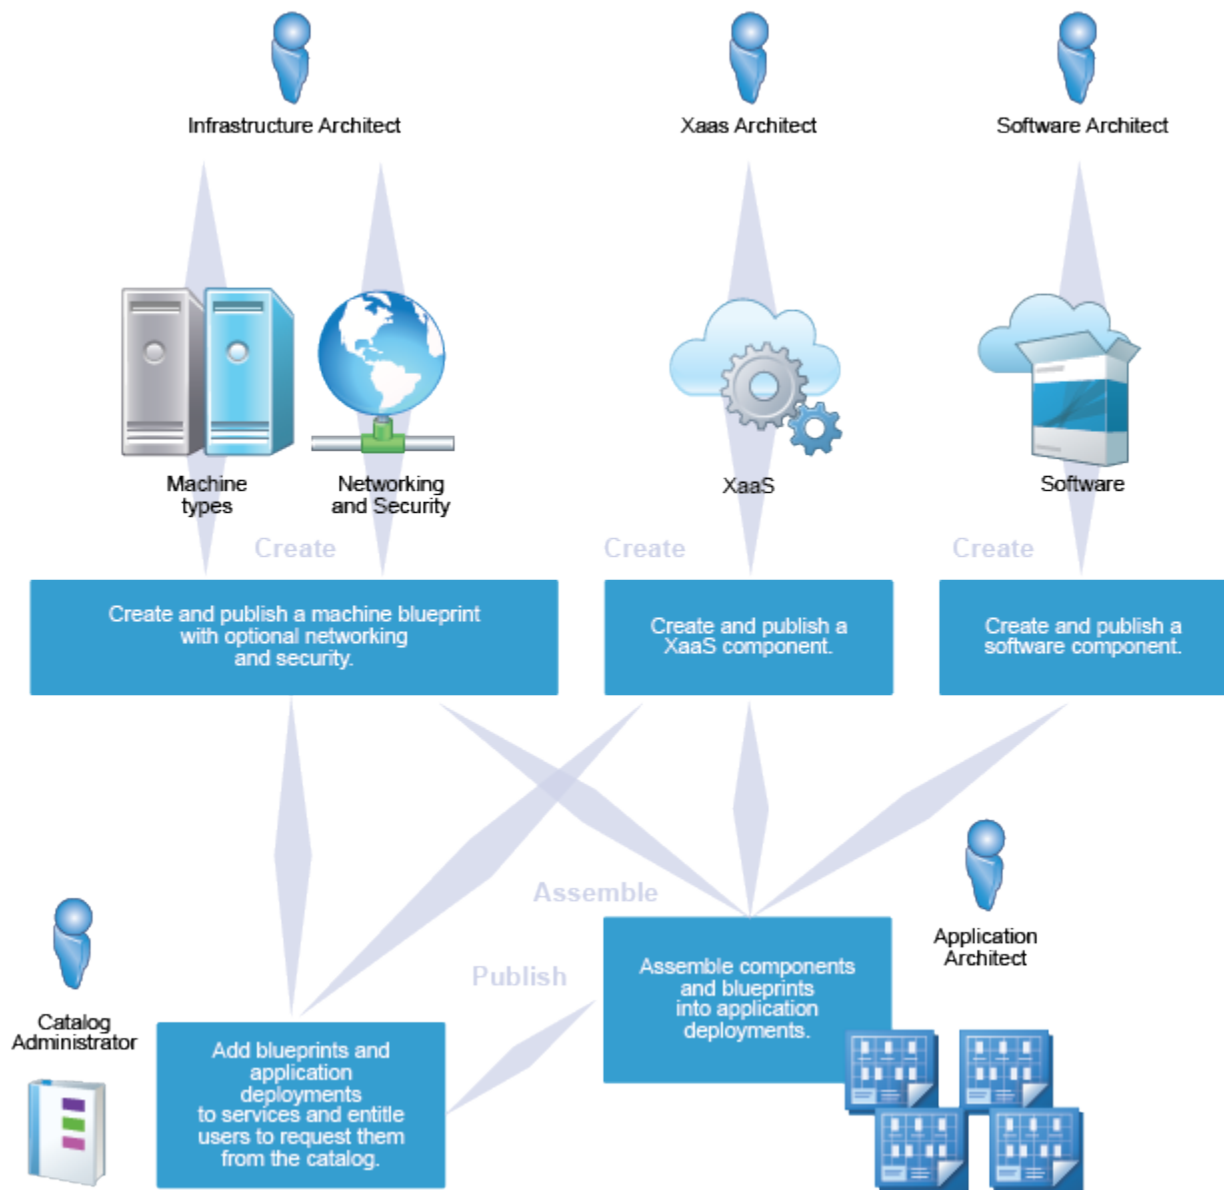 Infrastructure Architect
Xaas Architect
Software Architect
Machine
types
Networking
and Security
XaaS
Software
Create
Create
Create
Create and publish a machine blueprint
with optional networking
and security.
Create and publish a
XaaS component.
Create and publish a
software component.
Assemble
Application
Architect
Publish
Assemble components
and blueprints
into application
deployments.
Catalog
Administrator
Add blueprints and
application
deployments
to services and entitle
users to request them
from the catalog.